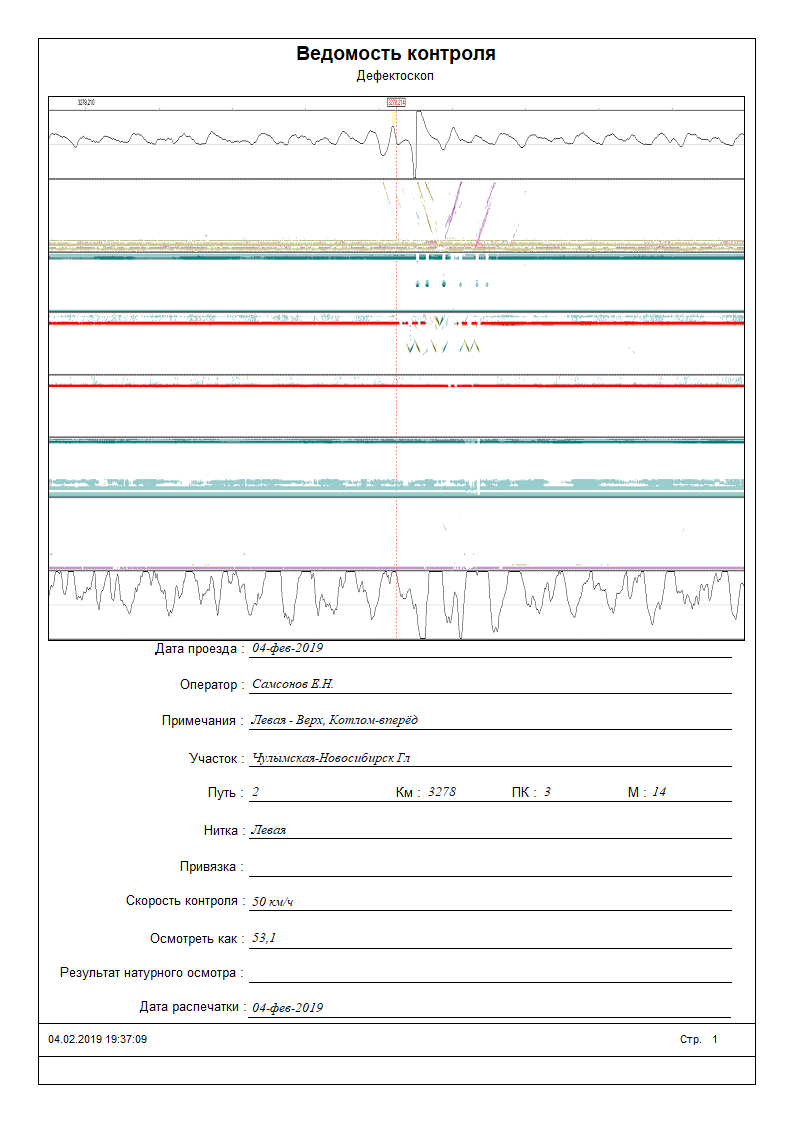 Ведомость контроля
Дефектоскоп
3278,210 3278,214
Дата проезда : 04-фев-2019
Оператор : Самсонов Е.Н.
Примечания : Левая - Верх, Котлом-вперёд
Участок : Чулымская-Новосибирск Гл
Путь : 2 Км : 3278 ПК : 3 М : 14
Нитка : Левая
Привязка :
Скорость контроля : 50 км/ч
Осмотреть как : 53,1
Результат натурного осмотра :
Дата распечатки : 04-фев-2019
04.02.2019 19:37:09 Стр. 1